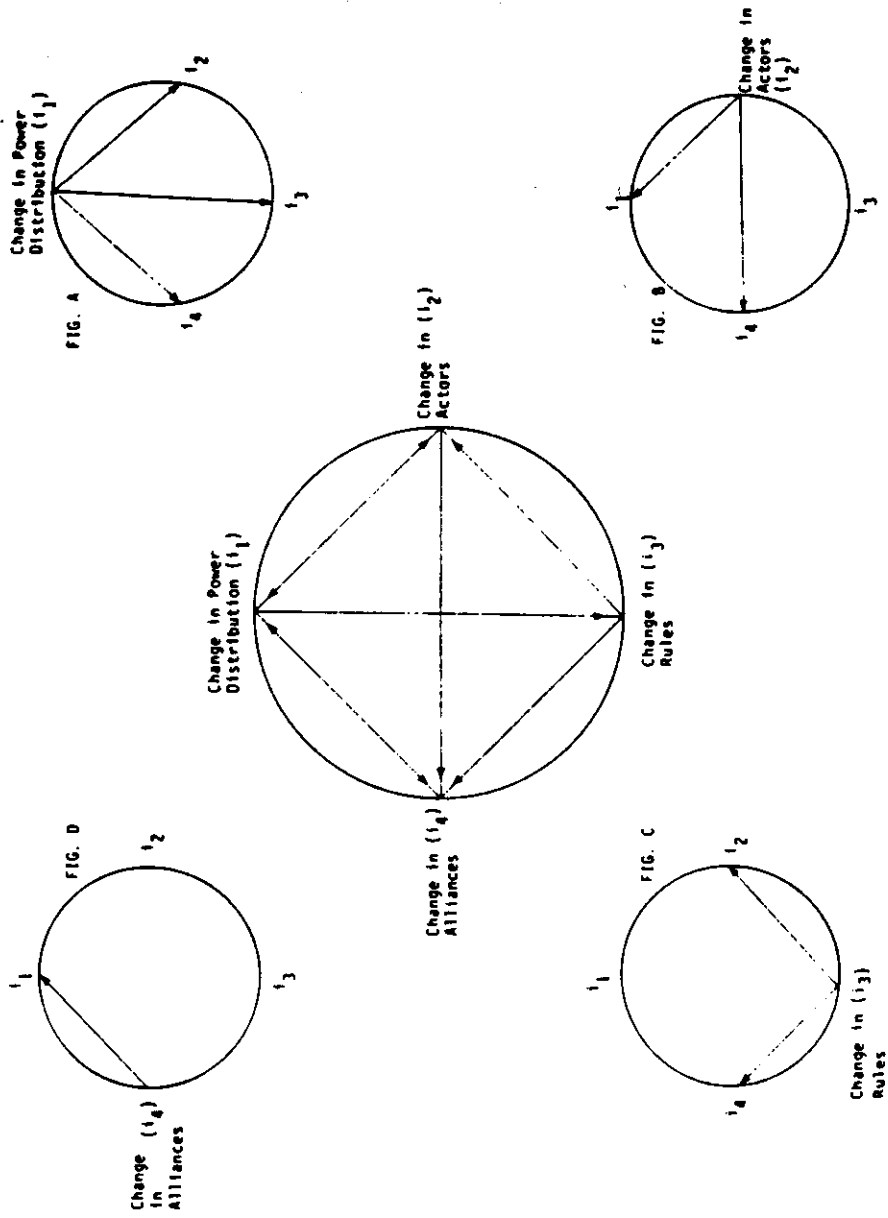 Change in Power
Distribution (i₁)
FIG. A
i₂
i₃
i₄
FIG. B
i₁
Change in
Actors
(i₂)
i₃
i₄
Change in Power
Distribution (i₁)
Change in (i₂)
Actors
Change in (i₃)
Rules
Change in (i₄)
Alliances
FIG. D
i₁
i₂
i₃
Change (i₄)
in
Alliances
FIG. C
i₁
i₂
i₄
Change in (i₃)
Rules